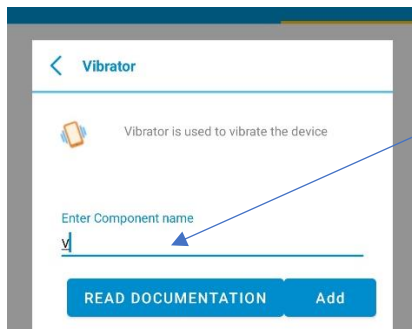 Vibrator
Vibrator is used to vibrate the device
Enter Component name
v
READ DOCUMENTATION Add